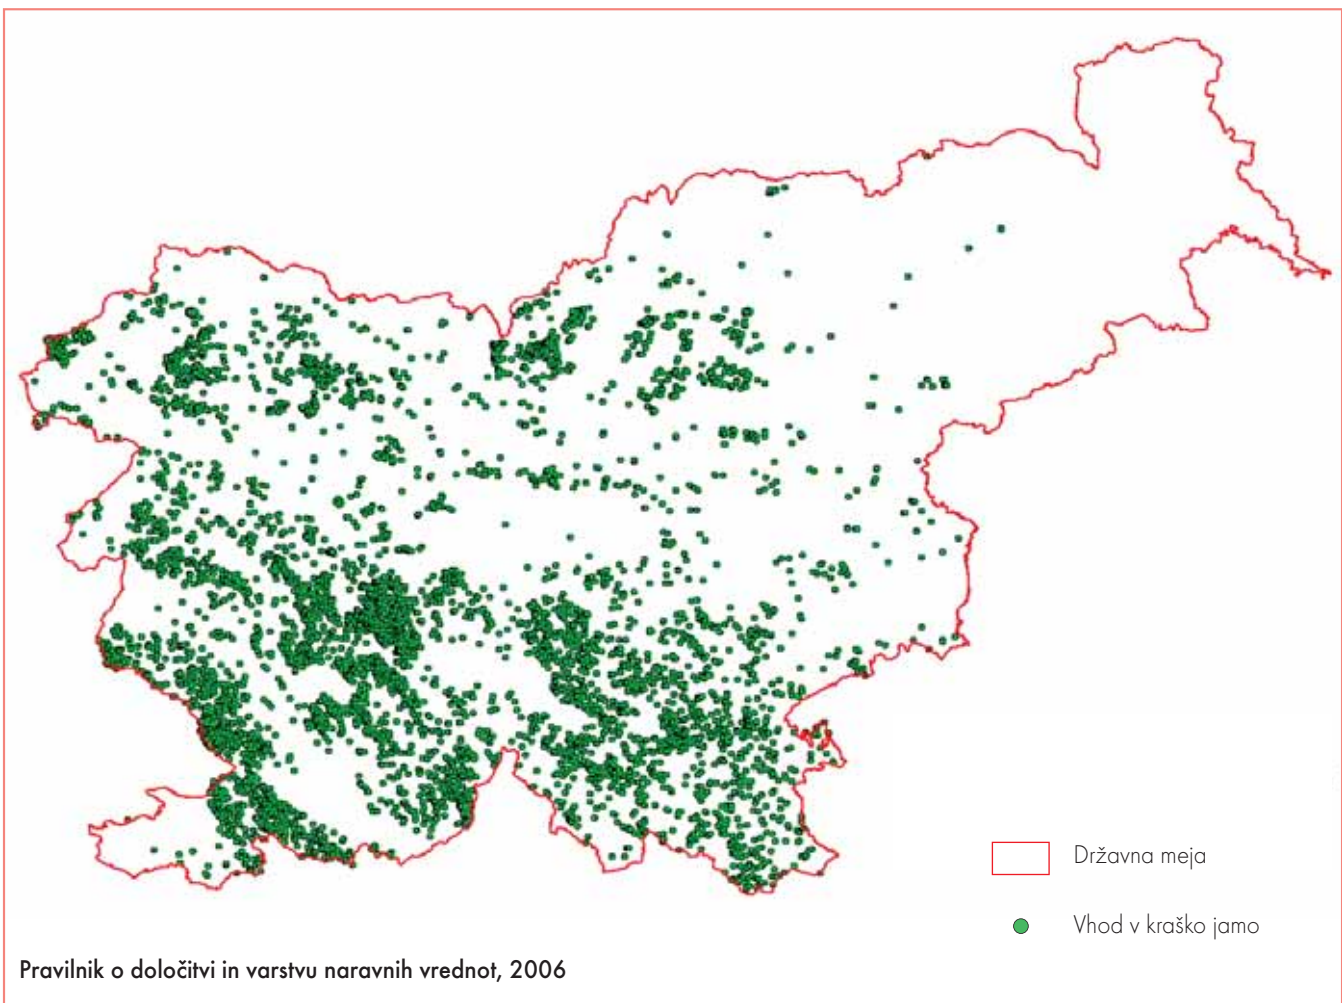 Državna meja
Vhod v kraško jamo
Pravilnik o določitvi in varstvu naravnih vrednot, 2006